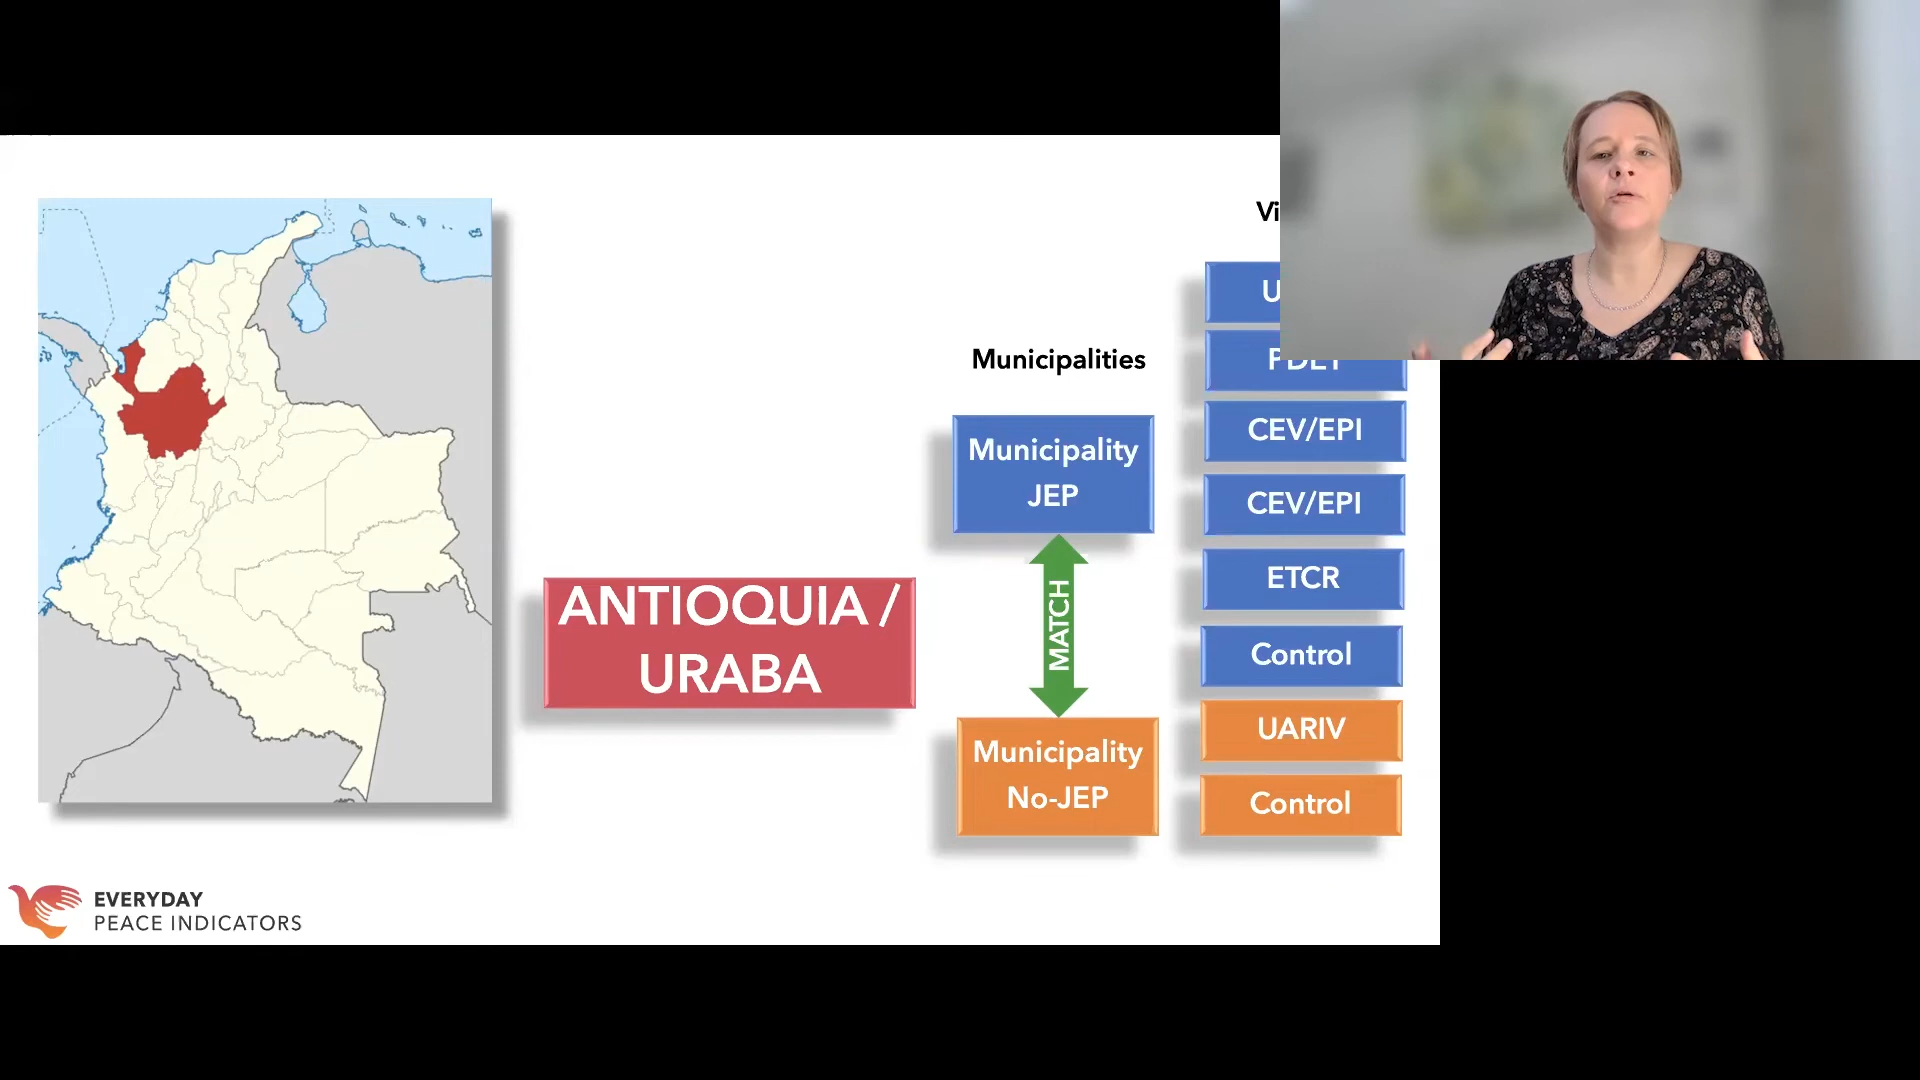 Municipalities
Municipality
JEP
MATCH
Municipality
No-JEP
ANTIOQUIA /
URABA
CEV/EPI
CEV/EPI
ETCR
Control
UARIV
Control
EVERYDAY
PEACE INDICATORS